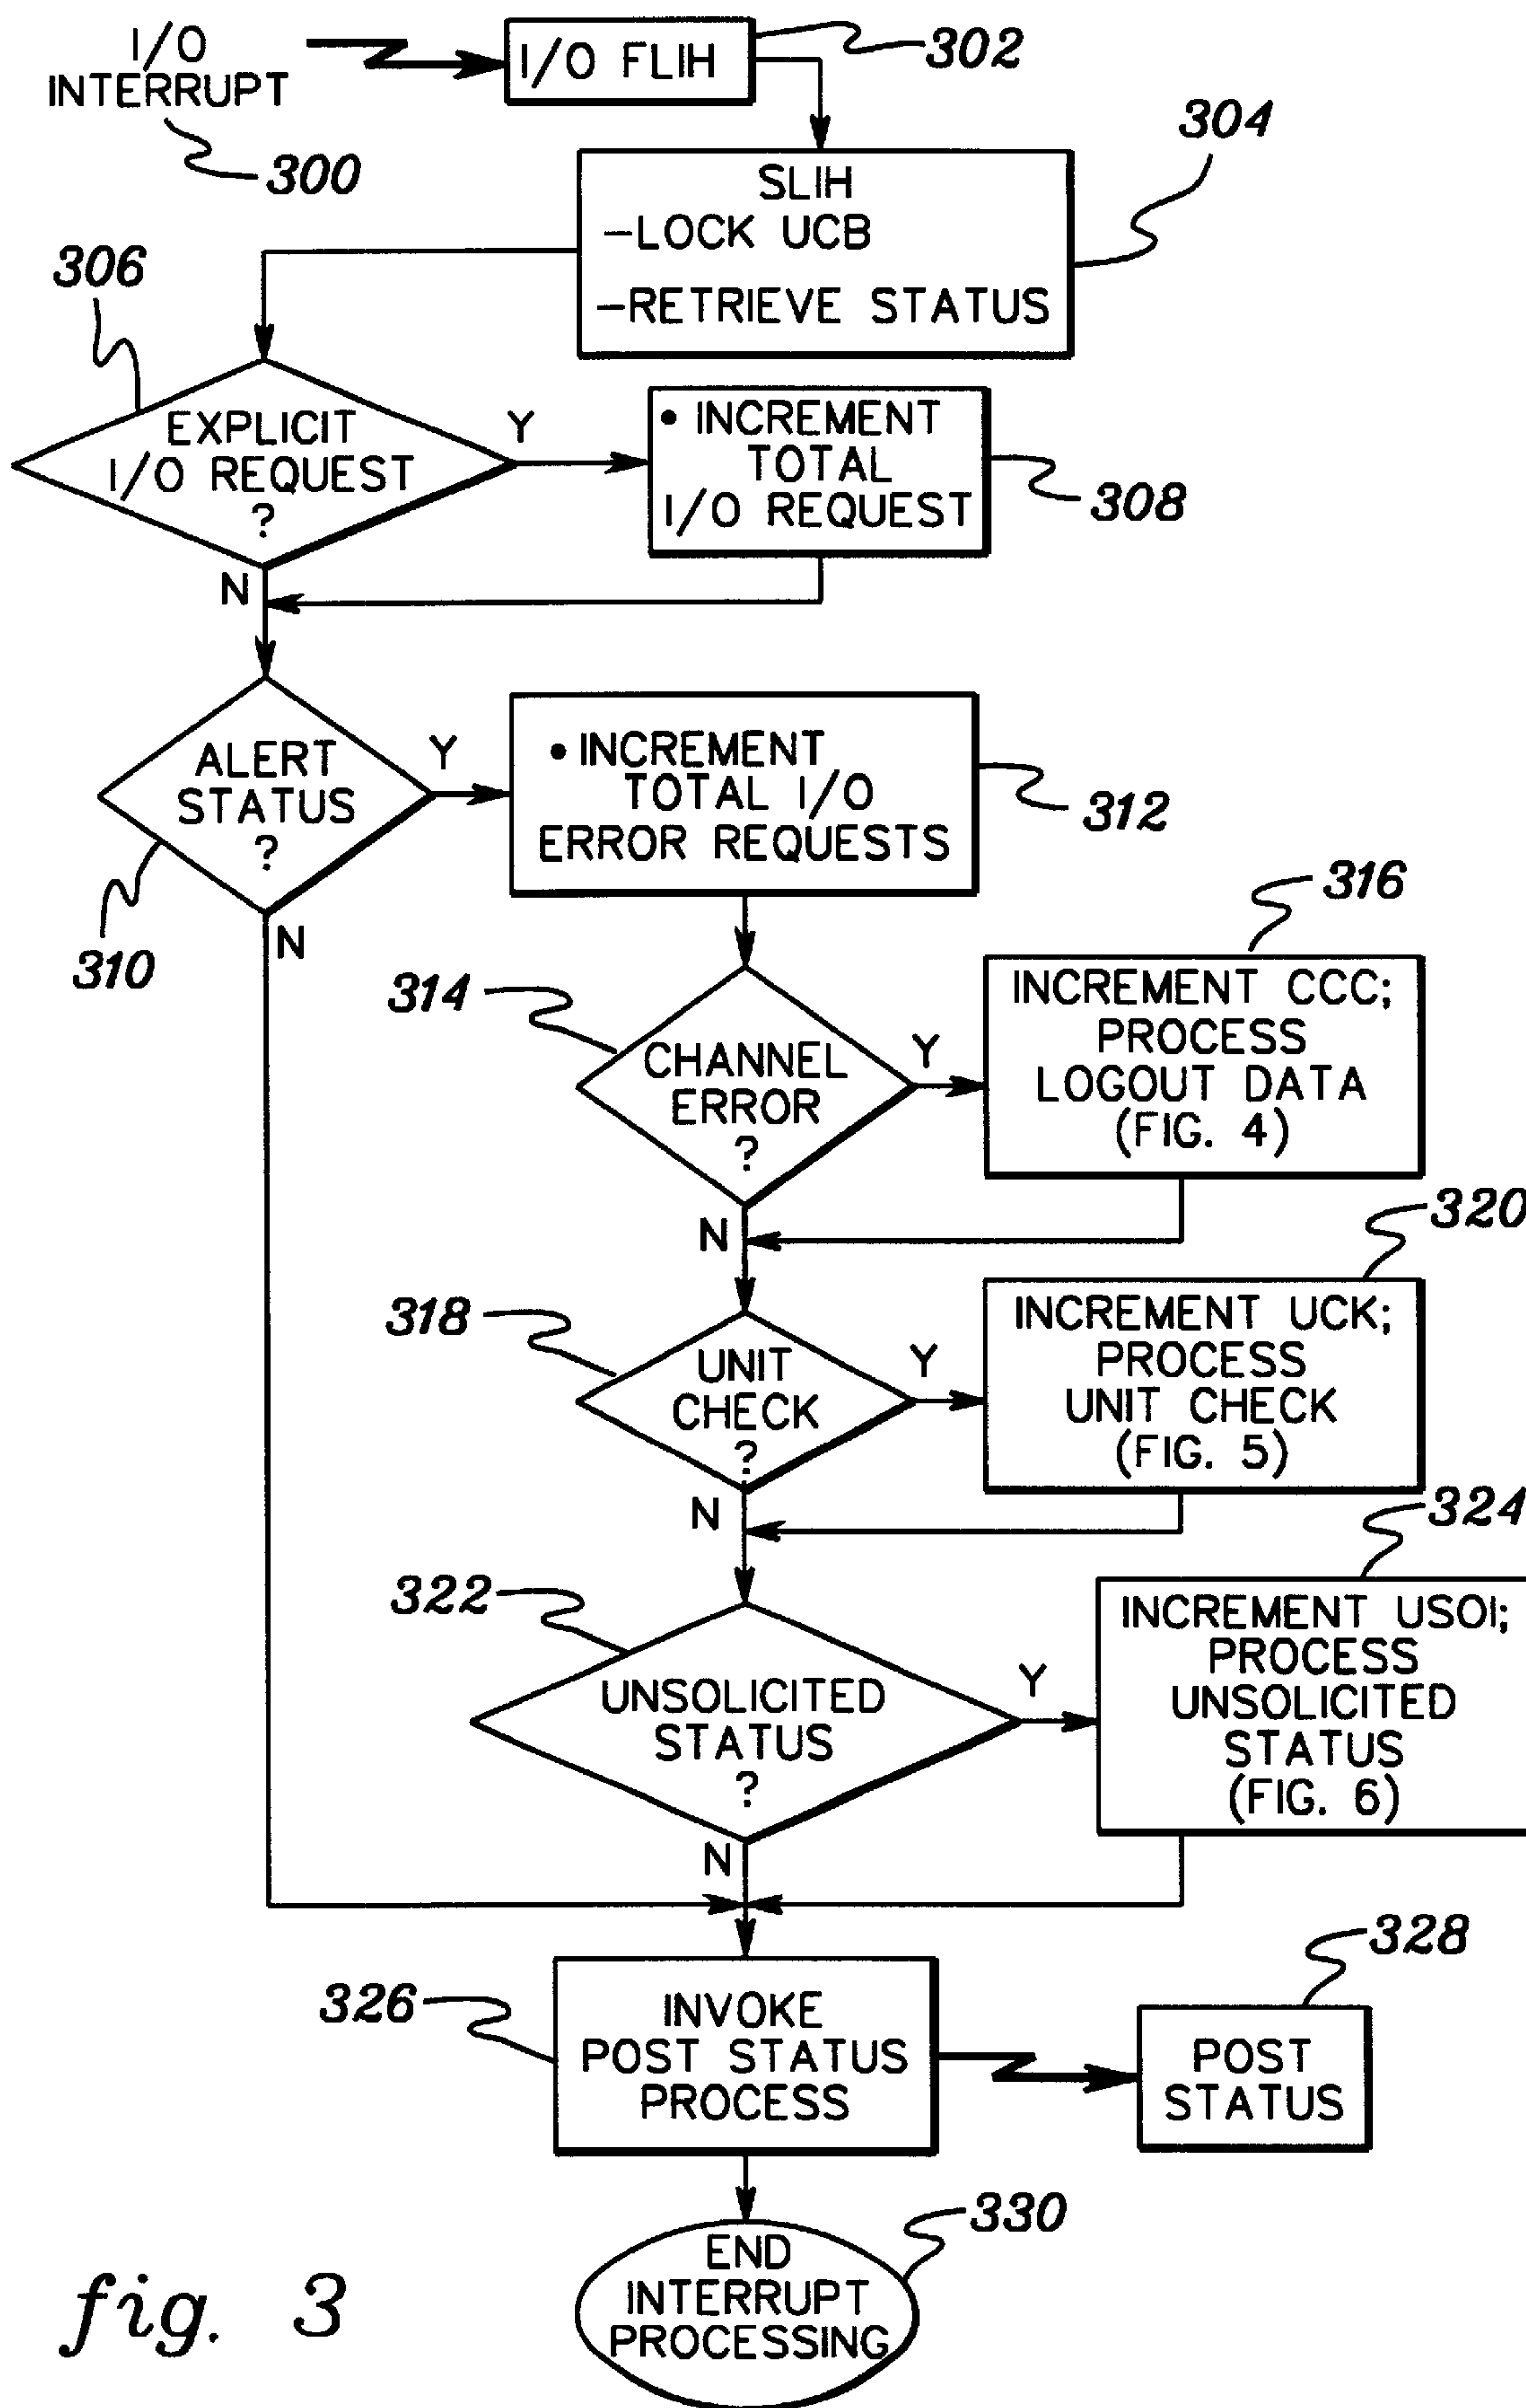 I/O
INTERRUPT
300
I/O FLIH
302
304
SLIH
-LOCK UCB
-RETRIEVE STATUS
306
EXPLICIT
I/O REQUEST
?
Y
N
• INCREMENT
TOTAL
I/O REQUEST
308
ALERT
STATUS
?
Y
N
310
• INCREMENT
TOTAL I/O
ERROR REQUESTS
312
314
CHANNEL
ERROR
?
Y
N
316
INCREMENT CCC;
PROCESS
LOGOUT DATA
(FIG. 4)
318
UNIT
CHECK
?
Y
N
320
INCREMENT UCK;
PROCESS
UNIT CHECK
(FIG. 5)
322
UNSOLICITED
STATUS
?
Y
N
324
INCREMENT USOI;
PROCESS
UNSOLICITED
STATUS
(FIG. 6)
326
INVOKE
POST STATUS
PROCESS
328
POST
STATUS
330
END
INTERRUPT
PROCESSING
fig. 3